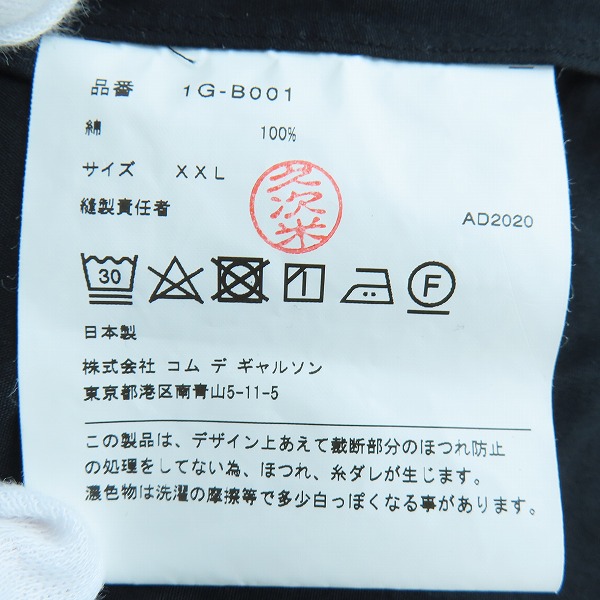 品番 1G-B001
綿 100%
サイズ XXL
縫製責任者
久次米
AD2020
30
F
日本製
株式会社 コム デ ギャルソン
東京都港区南青山5-11-5
この製品は、デザイン上あえて裁断部分のほつれ防止
の処理をしてない為、ほつれ、糸ダレが生じます。
濃色物は洗濯の摩擦等で多少白っぽくなる事があります。